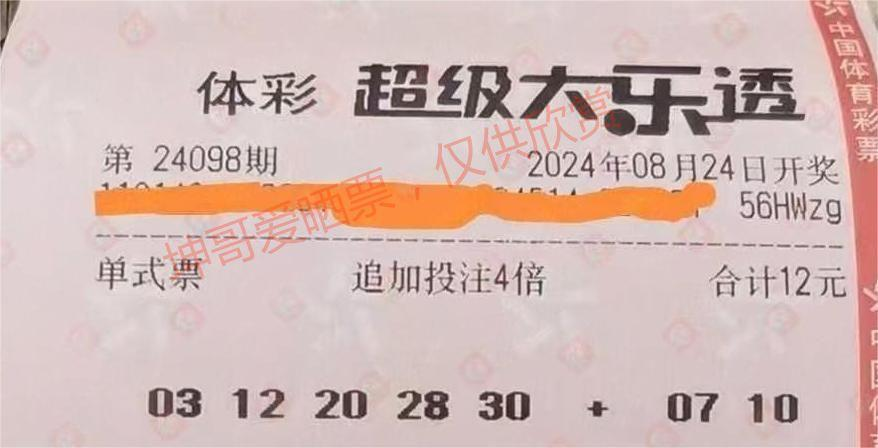 体彩 超级大乐透
第 24098期 2024年08月24日开奖
56HWzg
坤哥爱晒票，仅供欣赏
单式票 追加投注4倍 合计12元
03 12 20 28 30 + 07 10
中国体育彩票
中国体